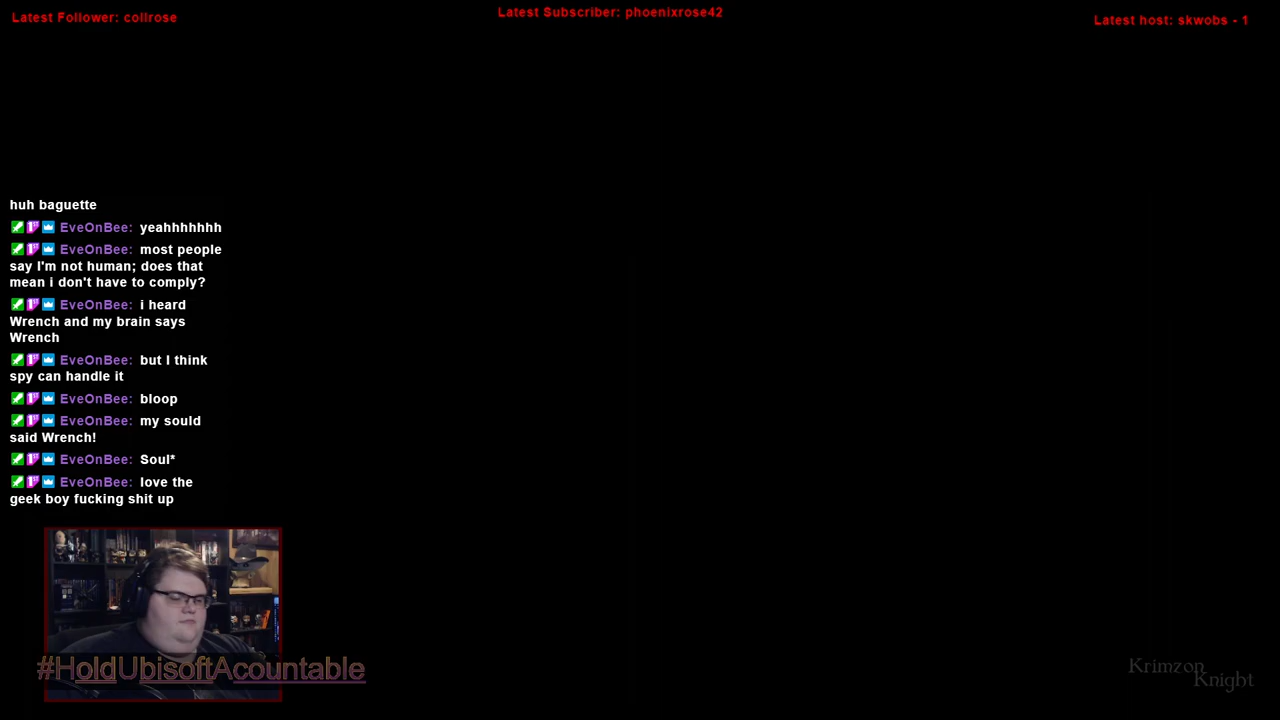 Latest Follower: collrose
Latest Subscriber: phoenixrose42
Latest host: skwobs - 1
huh baguette
EveOnBee: yeahhhhhhh
EveOnBee: most people
say I'm not human; does that
mean i don't have to comply?
EveOnBee: i heard
Wrench and my brain says
Wrench
EveOnBee: but I think
spy can handle it
EveOnBee: bloop
EveOnBee: my sould
said Wrench!
EveOnBee: Soul*
EveOnBee: love the
geek boy fucking shit up
#HoldUbisoftAcountable
Krimzon
Knight